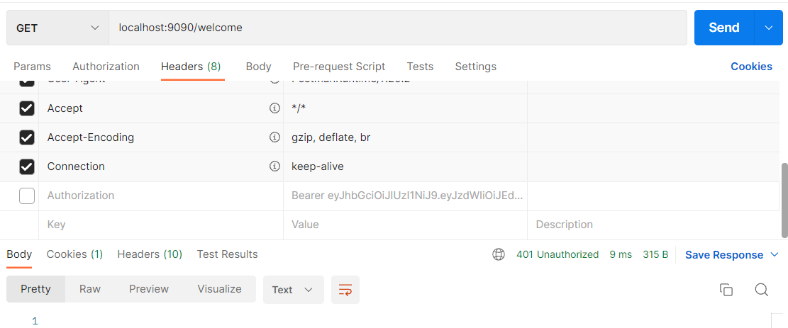 GET localhost:9090/welcome Send
Params Authorization Headers (8) Body Pre-request Script Tests Settings Cookies
Accept */*
Accept-Encoding gzip, deflate, br
Connection keep-alive
Authorization Bearer eyJhbGciOiJIUzI1NiJ9.eyJzdWIiOiJEd...
Key Value Description
Body Cookies (1) Headers (10) Test Results 401 Unauthorized 9 ms 315 B Save Response
Pretty Raw Preview Visualize Text
1